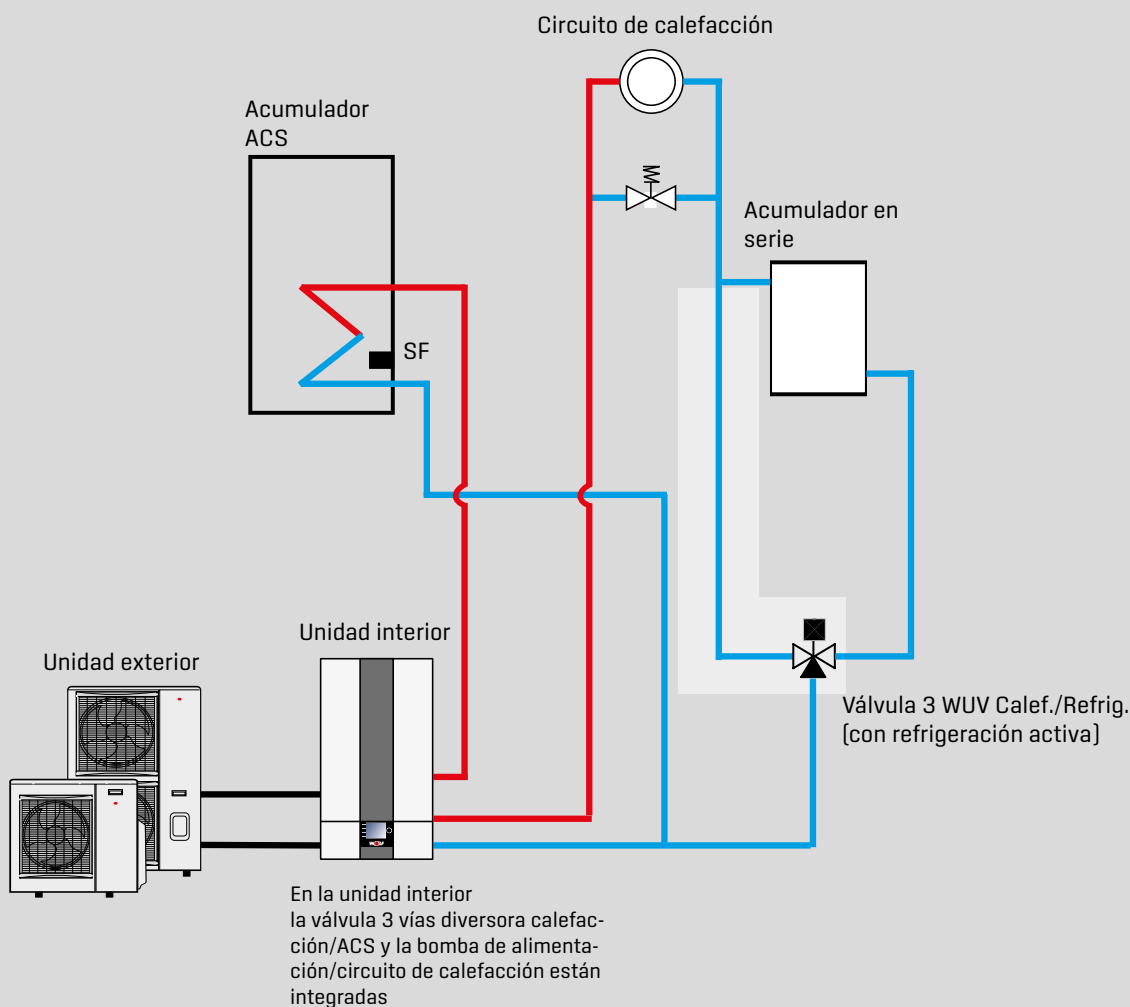 Circuito de calefacción
Acumulador
ACS
Acumulador en
serie
SF
Unidad interior
Unidad exterior
Válvula 3 WUV Calef./Refrig.
(con refrigeración activa)
WOLF
En la unidad interior
la válvula 3 vías diversora calefac-
ción/ACS y la bomba de alimenta-
ción/circuito de calefacción están
integradas